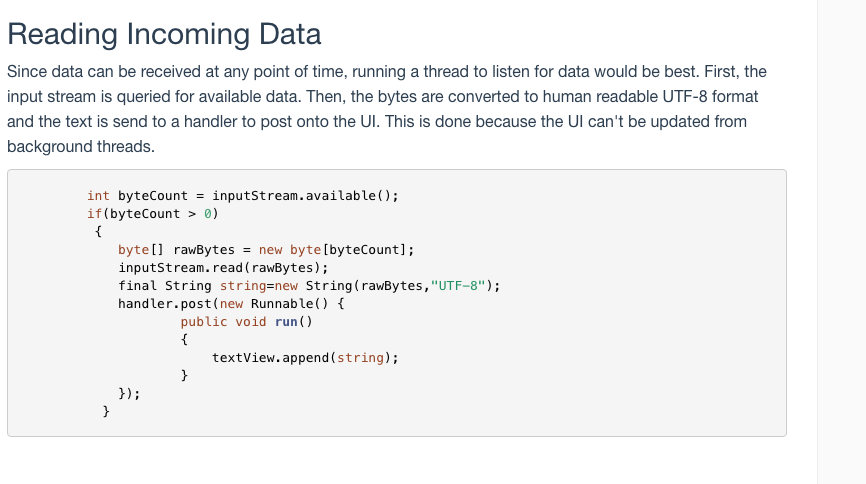 Reading Incoming Data
Since data can be received at any point of time, running a thread to listen for data would be best. First, the
input stream is queried for available data. Then, the bytes are converted to human readable UTF-8 format
and the text is send to a handler to post onto the UI. This is done because the UI can't be updated from
background threads.
int byteCount = inputStream.available();
if(byteCount > 0)
{
byte[] rawBytes = new byte[byteCount];
inputStream.read(rawBytes);
final String string=new String(rawBytes,"UTF-8");
handler.post(new Runnable() {
public void run()
{
textView.append(string);
}
});
}